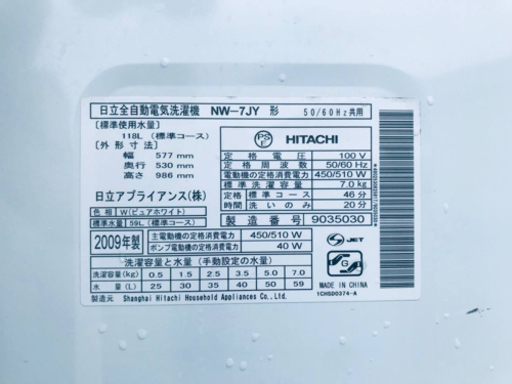 日立全自動電気洗濯機 NW-7JY 形 50/60Hz共用
[標準使用水量]
118L (標準コース)
[外形寸法]
幅 577 mm
奥行 530 mm
高さ 986 mm
日立アプライアンス(株)
色相 W(ピュアホワイト)
標準水量 59L (標準コース)
2009年製
PS E HITACHI
定格電圧 100 V
定格周波数 50/60 Hz
電動機の定格消費電力 450/510 W
標準洗濯容量 7.0 kg
定格・標準コース 46分
定格時間 洗いのみ 20分
製造番号 9035030
主電動機の定格消費電力 450/510 W
ポンプ電動機の定格消費電力 40 W
洗濯容量と水量 (手動設定の水量)
洗濯容量(kg) 0.5 1.5 2.5 3.5 5.0 7.0
水量(L) 25 30 35 40 50 59
製造元 Shanghai Hitachi Household Appliances Co., Ltd.
S JET
1CH6D0374-A
MADE IN CHINA